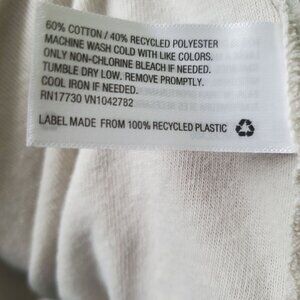 60% COTTON / 40% RECYCLED POLYESTER
MACHINE WASH COLD WITH LIKE COLORS.
ONLY NON-CHLORINE BLEACH IF NEEDED.
TUMBLE DRY LOW. REMOVE PROMPTLY.
COOL IRON IF NEEDED.
RN17730 VN1042782
LABEL MADE FROM 100% RECYCLED PLASTIC